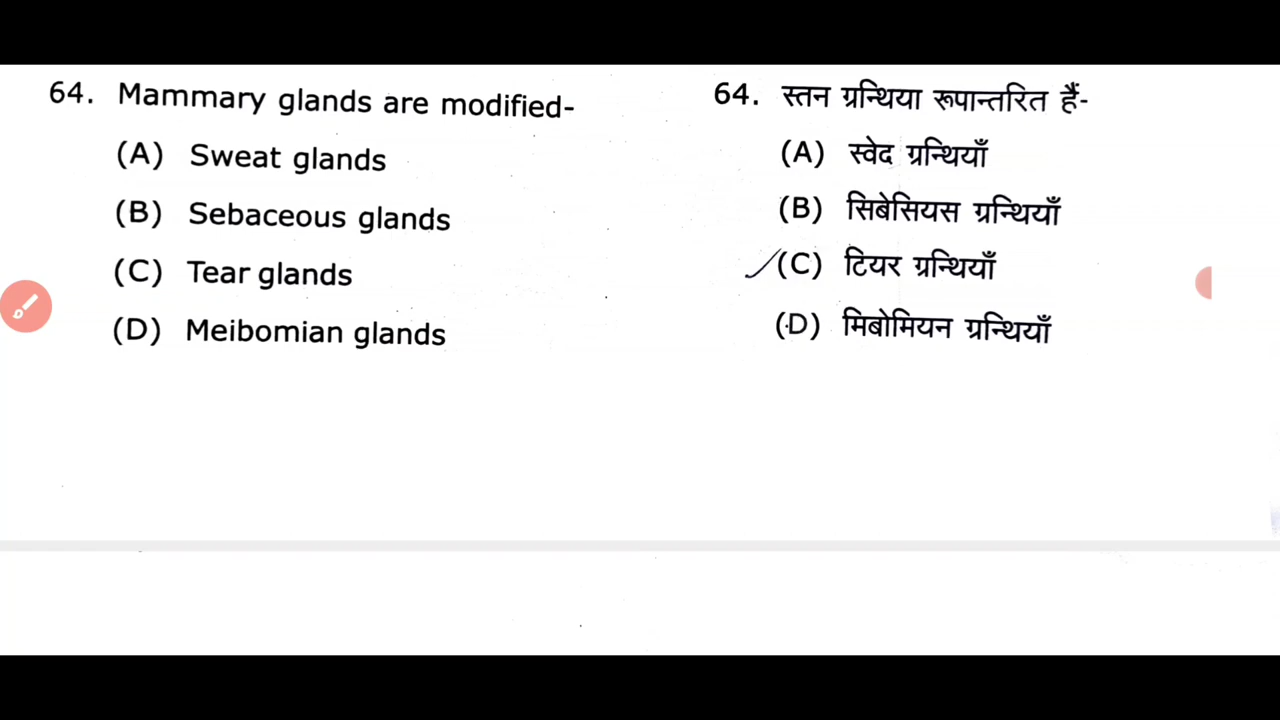 64. Mammary glands are modified-
(A) Sweat glands
(B) Sebaceous glands
(C) Tear glands
(D) Meibomian glands
64. स्तन ग्रन्थिया रूपान्तरित हैं-
(A) स्वेद ग्रन्थियाँ
(B) सिबेसियस ग्रन्थियाँ
(C) टियर ग्रन्थियाँ
(D) मिबोमियन ग्रन्थियाँ